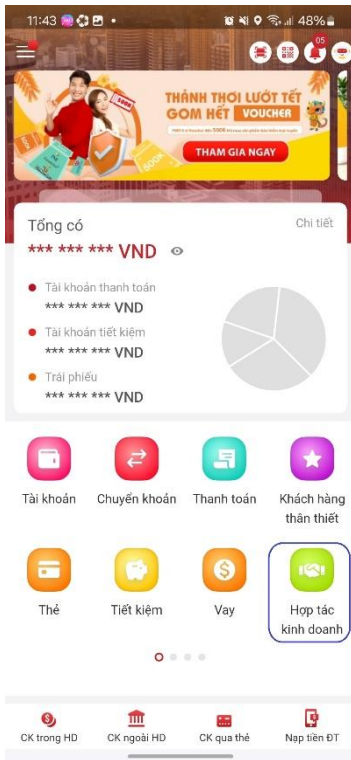 11:43
48%
05
THẢNH THƠI LƯỚT TẾT
GOM HẾT VOUCHER
THAM GIA NGAY
500K
Tổng có
Chi tiết
*** *** *** VND
Tài khoản thanh toán
*** *** *** VND
Tài khoản tiết kiệm
*** *** *** VND
Trái phiếu
*** *** *** VND
Tài khoản
Chuyển khoản
Thanh toán
Khách hàng
thân thiết
Thẻ
Tiết kiệm
Vay
Hợp tác
kinh doanh
CK trong HD
CK ngoài HD
CK qua thẻ
Nạp tiền ĐT